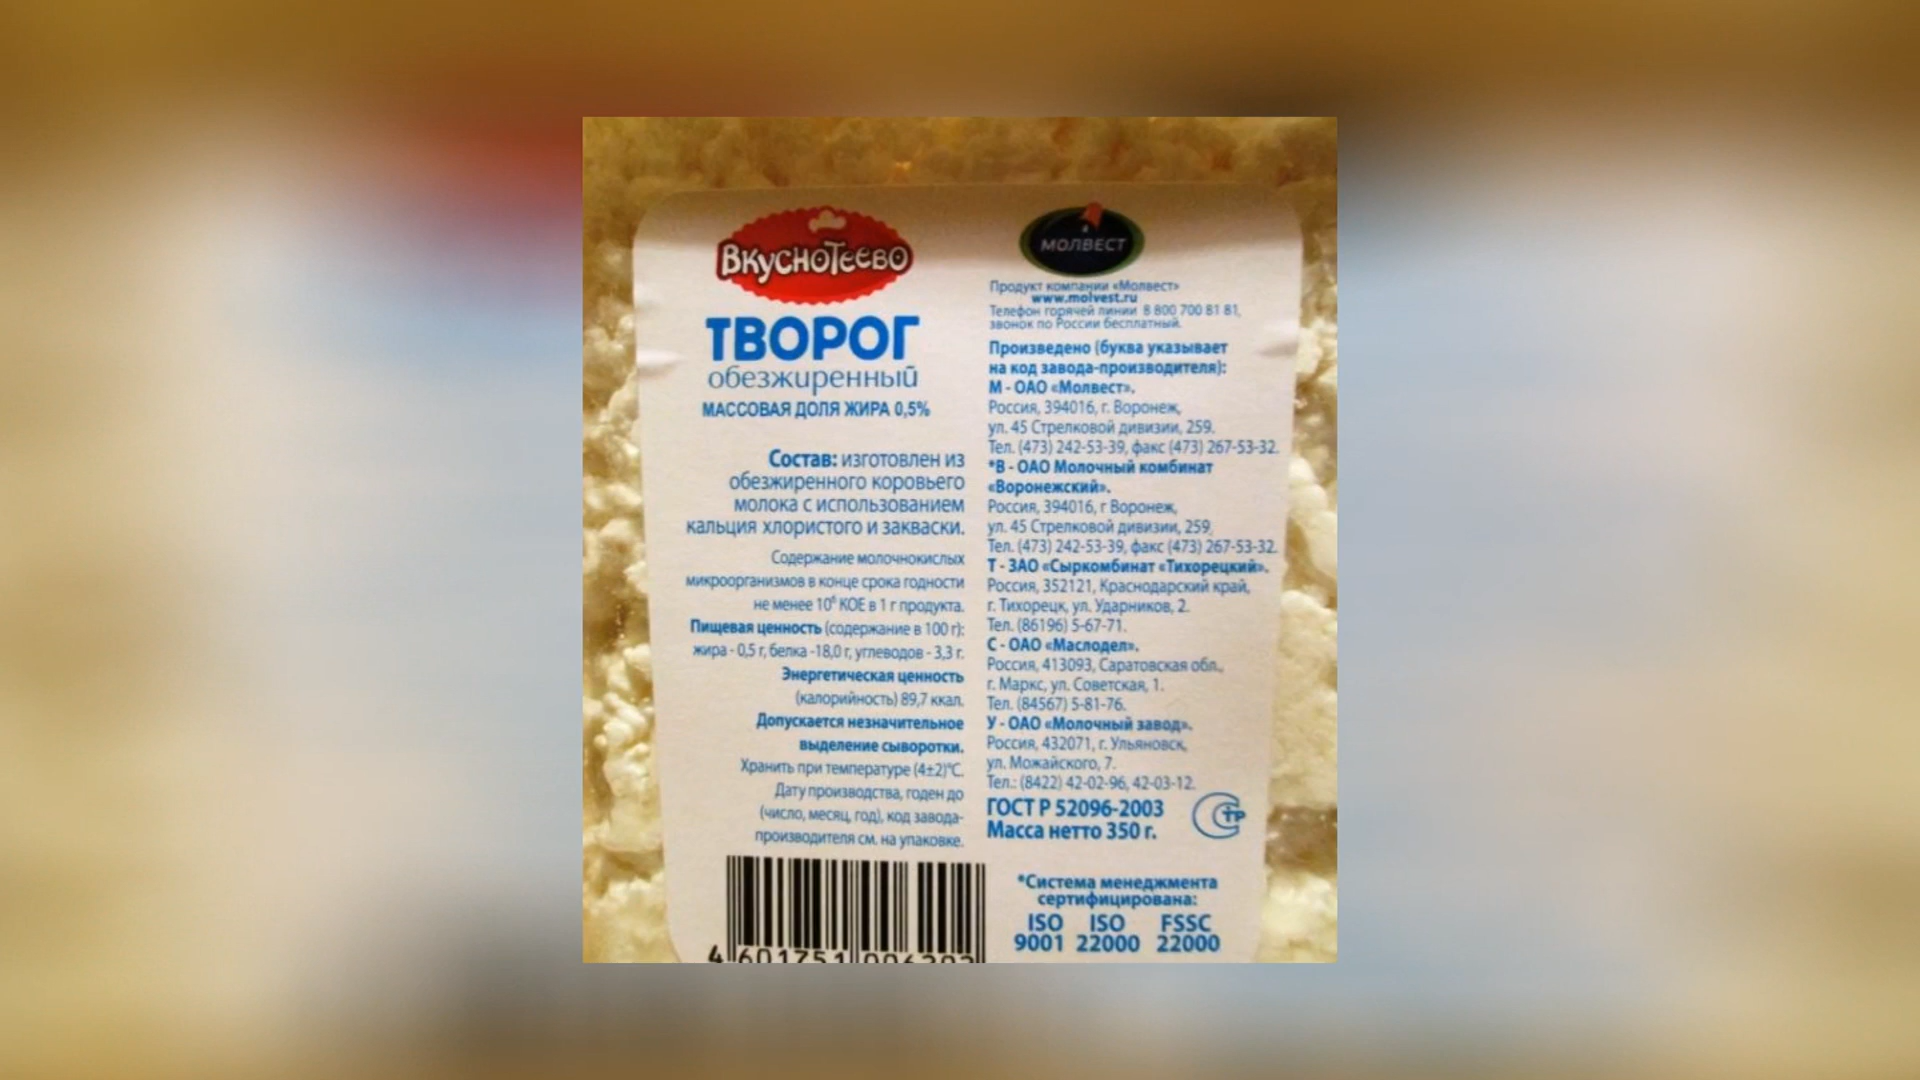 ВкусноТеево
ТВОРОГ
обезжиренный
МАССОВАЯ ДОЛЯ ЖИРА 0,5%
Состав: изготовлен из
обезжиренного коровьего
молока с использованием
кальция хлористого и закваски.
Содержание молочнокислых
микроорганизмов в конце срока годности
не менее 10⁶ КОЕ в 1 г продукта.
Пищевая ценность (содержание в 100 г):
жира - 0,5 г, белка -18,0 г, углеводов - 3,3 г.
Энергетическая ценность
(калорийность) 89,7 ккал.
Допускается незначительное
выделение сыворотки.
Хранить при температуре (4±2)°С.
Дату производства, годен до
(число, месяц, год), код завода-
производителя см. на упаковке.
МОЛВЕСТ
Продукт компании «Молвест»
www.molvest.ru
Телефон горячей линии 8 800 700 81 81,
звонок по России бесплатный.
Произведено (буква указывает
на код завода-производителя):
М - ОАО «Молвест».
Россия, 394016, г. Воронеж,
ул. 45 Стрелковой дивизии, 259.
Тел. (473) 242-53-39, факс (473) 267-53-32.
*В - ОАО Молочный комбинат
«Воронежский».
Россия, 394016, г Воронеж,
ул. 45 Стрелковой дивизии, 259,
Тел. (473) 242-53-39, факс (473) 267-53-32.
Т - ЗАО «Сыркомбинат «Тихорецкий».
Россия, 352121, Краснодарский край,
г. Тихорецк, ул. Ударников, 2.
Тел. (86196) 5-67-71.
С - ОАО «Маслодел».
Россия, 413093, Саратовская обл.,
г. Маркс, ул. Советская, 1.
Тел. (84567) 5-81-76.
У - ОАО «Молочный завод».
Россия, 432071, г. Ульяновск,
ул. Можайского, 7.
Тел.: (8422) 42-02-96, 42-03-12.
ГОСТ Р 52096-2003
Масса нетто 350 г.
*Система менеджмента
сертифицирована:
ISO ISO FSSC
9001 22000 22000
4 601751